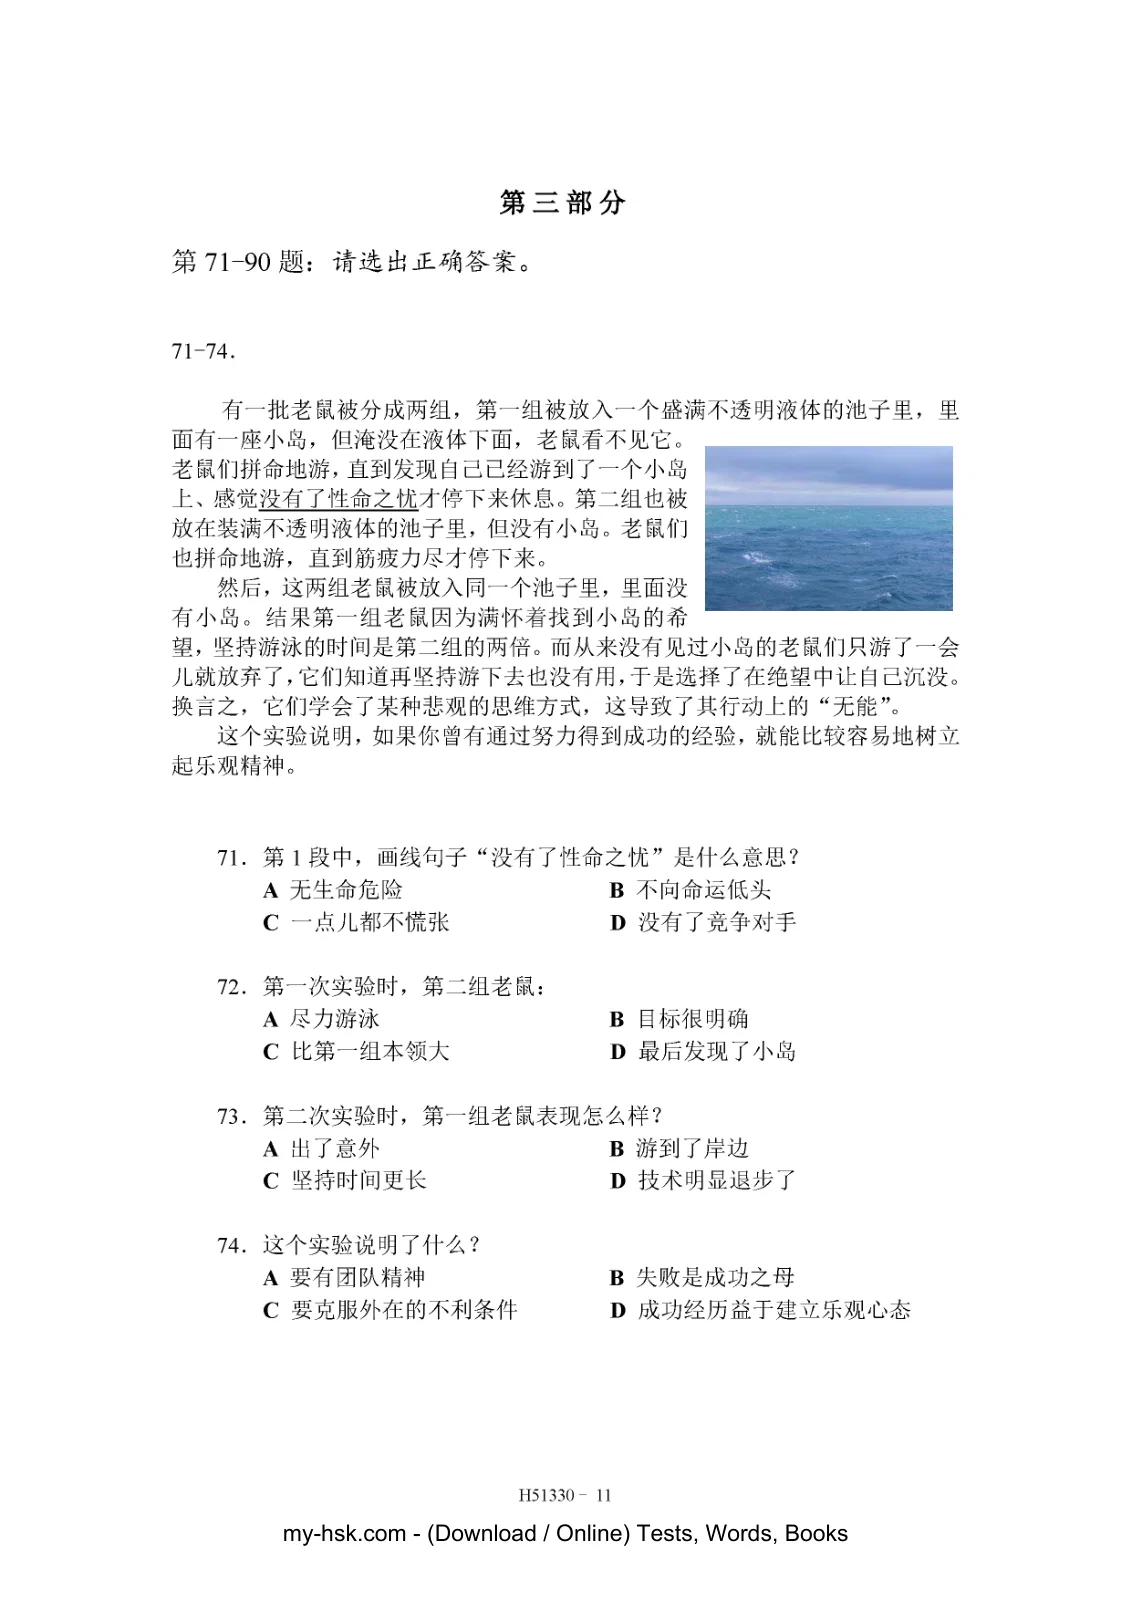 第三部分
第 71-90 题：请选出正确答案。
71-74．
有一批老鼠被分成两组，第一组被放入一个盛满不透明液体的池子里，里
面有一座小岛，但淹没在液体下面，老鼠看不见它。
老鼠们拼命地游，直到发现自己已经游到了一个小岛
上、感觉没有了性命之忧才停下来休息。第二组也被
放在装满不透明液体的池子里，但没有小岛。老鼠们
也拼命地游，直到筋疲力尽才停下来。
然后，这两组老鼠被放入同一个池子里，里面没
有小岛。结果第一组老鼠因为满怀着找到小岛的希
望，坚持游泳的时间是第二组的两倍。而从来没有见过小岛的老鼠们只游了一会
儿就放弃了，它们知道再坚持游下去也没有用，于是选择了在绝望中让自己沉没。
换言之，它们学会了某种悲观的思维方式，这导致了其行动上的“无能”。
这个实验说明，如果你曾有通过努力得到成功的经验，就能比较容易地树立
起乐观精神。
71．第 1 段中，画线句子“没有了性命之忧”是什么意思？
A 无生命危险 B 不向命运低头
C 一点儿都不慌张 D 没有了竞争对手
72．第一次实验时，第二组老鼠：
A 尽力游泳 B 目标很明确
C 比第一组本领大 D 最后发现了小岛
73．第二次实验时，第一组老鼠表现怎么样？
A 出了意外 B 游到了岸边
C 坚持时间更长 D 技术明显退步了
74．这个实验说明了什么？
A 要有团队精神 B 失败是成功之母
C 要克服外在的不利条件 D 成功经历益于建立乐观心态
H51330 - 11
my-hsk.com - (Download / Online) Tests, Words, Books